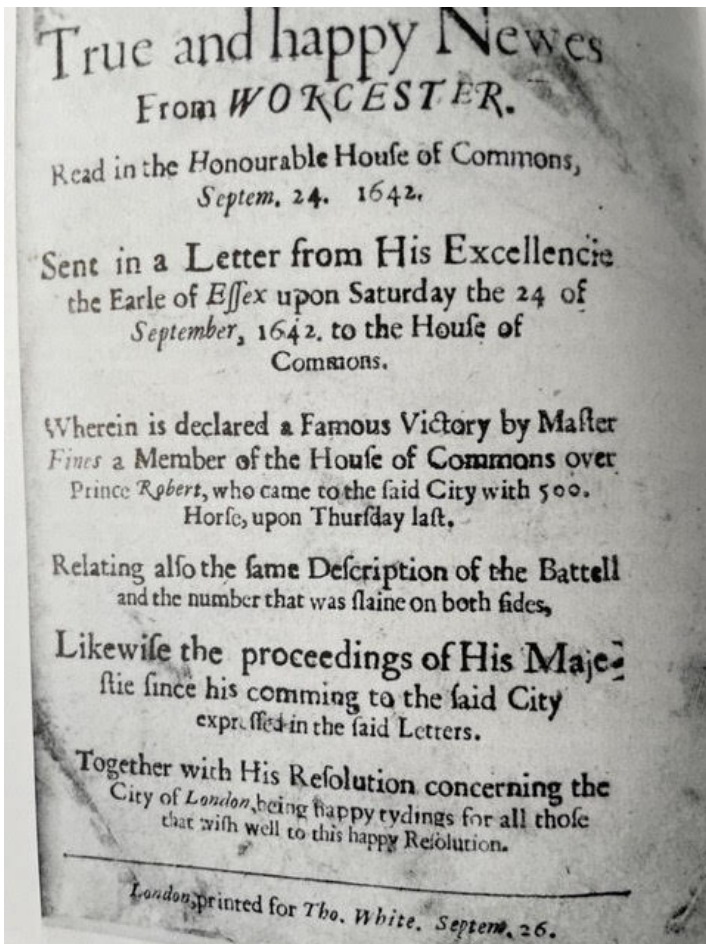 True and happy Newes
From WORCESTER.
Read in the Honourable Houſe of Commons,
Septem. 24. 1642.
Sent in a Letter from His Excellencie
the Earle of Eſſex upon Saturday the 24 of
September, 1642. to the Houſe of
Commons.
Wherein is declared a Famous Victory by Maſter
Fines a Member of the Houſe of Commons over
Prince Robert, who came to the ſaid City with 500.
Horſe, upon Thurſday laſt.
Relating alſo the ſame Deſcription of the Battell
and the number that was ſlaine on both ſides,
Likewiſe the proceedings of His Maje-
ſtie ſince his comming to the ſaid City
expreſſed in the ſaid Letters.
Together with His Reſolution concerning the
City of London, being happy tydings for all thoſe
that wiſh well to this happy Reſolution.
London, printed for Tho. White. Septem. 26.